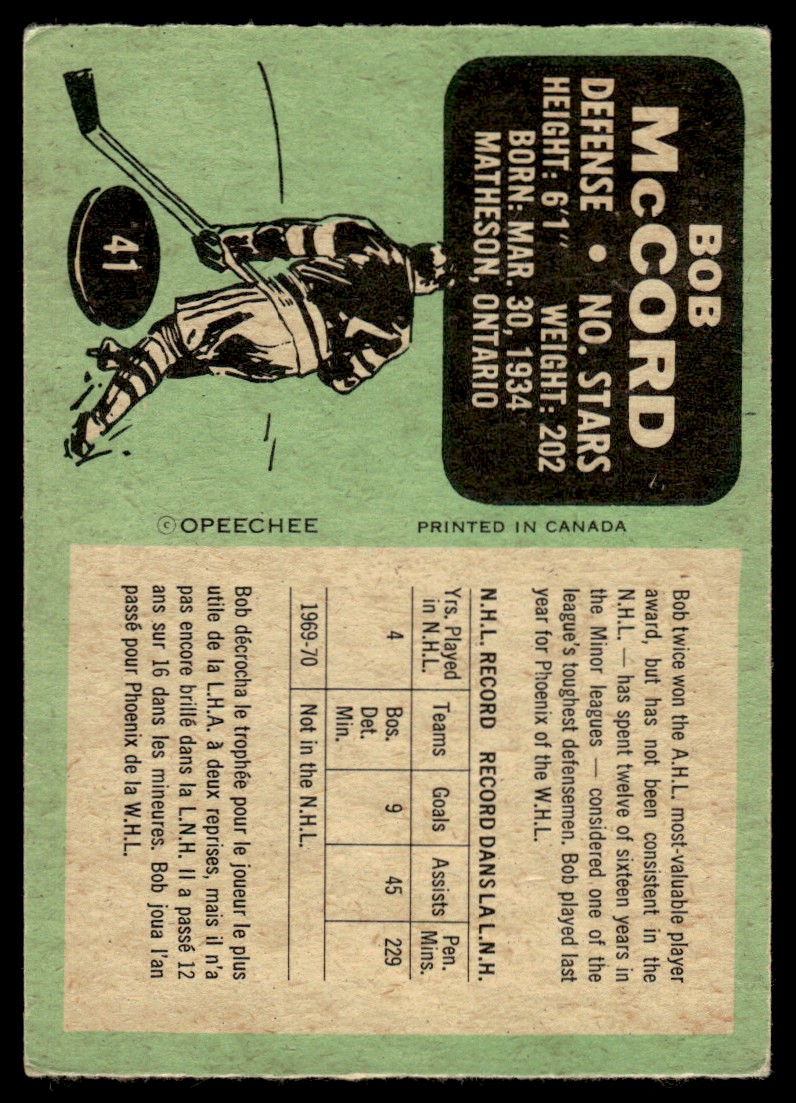 BOB
McCORD
DEFENSE • NO. STARS
HEIGHT: 6'1" WEIGHT: 202
BORN: MAR. 30, 1934
MATHESON, ONTARIO
41
©OPEECHEE
PRINTED IN CANADA
Bob twice won the A.H.L. most-valuable player
award, but has not been consistent in the
N.H.L. — has spent twelve of sixteen years in
the Minor leagues — considered one of the
league's toughest defensemen. Bob played last
year for Phoenix of the W.H.L.
N.H.L. RECORD RECORD DANS LA L.N.H.
Yrs. Played in N.H.L. Teams Goals Assists Pen. Mins.
4 Bos. Det. Min. 9 45 229
1969-70 Not in the N.H.L.
Bob décrocha le trophée pour le joueur le plus
utile de la L.H.A. à deux reprises, mais il n'a
pas encore brillé dans la L.N.H. Il a passé 12
ans sur 16 dans les mineures. Bob joua l'an
passé pour Phoenix de la W.H.L.